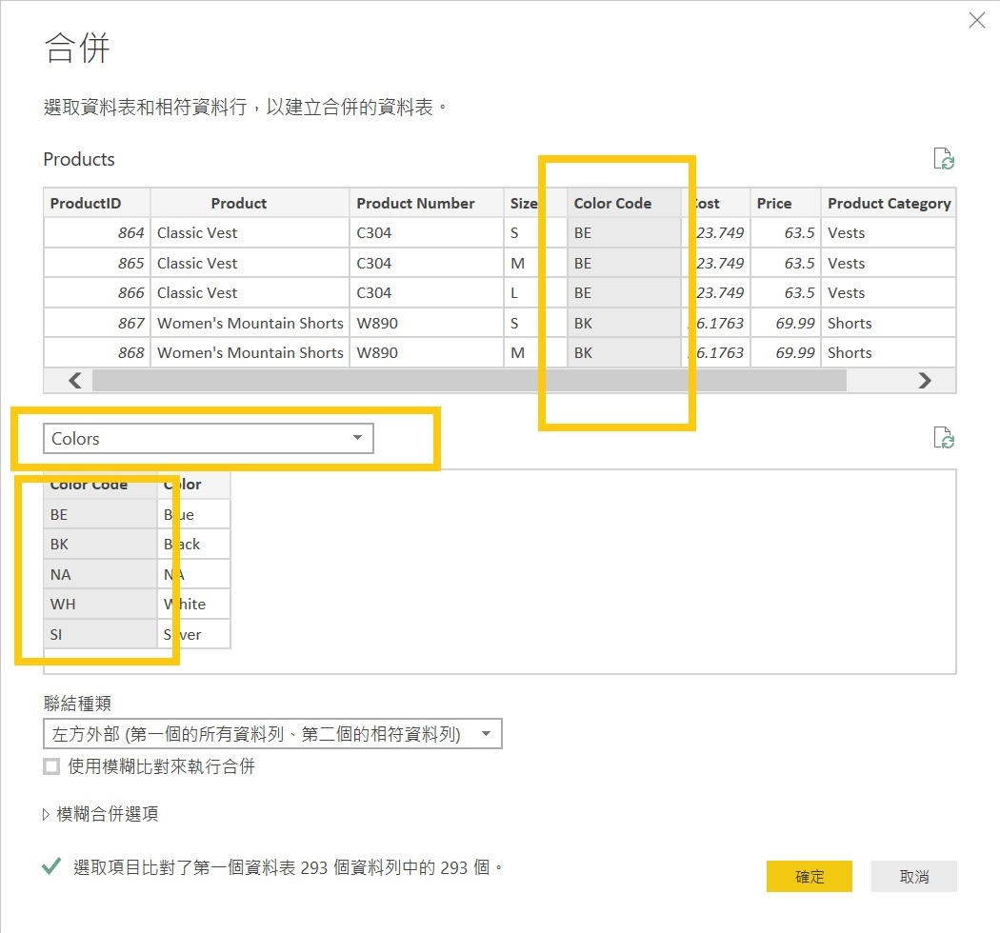 合併
選取資料表和相符資料行，以建立合併的資料表。
Products
ProductID Product Product Number Size Color Code Cost Price Product Category
864 Classic Vest C304 S BE 23.749 63.5 Vests
865 Classic Vest C304 M BE 23.749 63.5 Vests
866 Classic Vest C304 L BE 23.749 63.5 Vests
867 Women's Mountain Shorts W890 S BK 6.1763 69.99 Shorts
868 Women's Mountain Shorts W890 M BK 6.1763 69.99 Shorts
Colors
Color Code Color
BE Blue
BK Black
NA NA
WH White
SI Silver
聯結種類
左方外部 (第一個的所有資料列、第二個的相符資料列)
使用模糊比對來執行合併
模糊合併選項
選取項目比對了第一個資料表 293 個資料列中的 293 個。
確定 取消